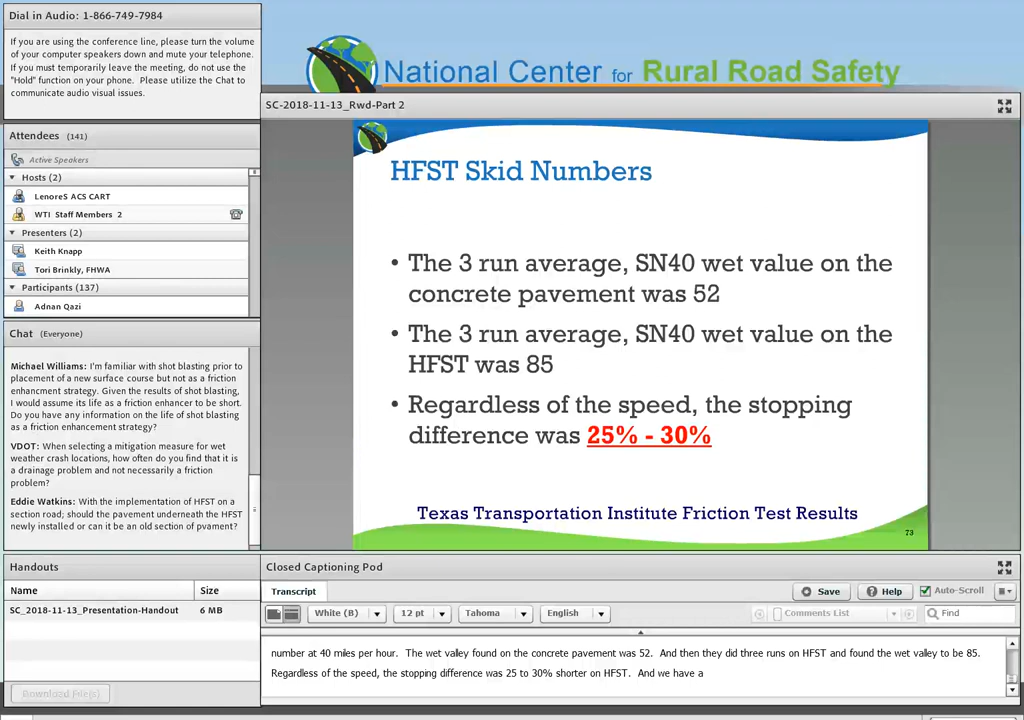 Dial in Audio: 1-866-749-7984
If you are using the conference line, please turn the volume
of your computer speakers down and mute your telephone.
If you must temporarily leave the meeting, do not use the
"Hold" function on your phone. Please utilize the Chat to
communicate audio visual issues.
National Center for Rural Road Safety
SC-2018-11-13_Rwd-Part 2
Attendees (141)
Active Speakers
Hosts (2)
LenoreS ACS CART
WTI Staff Members 2
Presenters (2)
Keith Knapp
Tori Brinkly, FHWA
Participants (137)
Adnan Qazi
Chat (Everyone)
Michael Williams: I'm familiar with shot blasting prior to
placement of a new surface course but not as a friction
enhancment strategy. Given the results of shot blasting,
I would assume its life as a friction enhancer to be short.
Do you have any information on the life of shot blasting
as a friction enhancement strategy?
VDOT: When selecting a mitigation measure for wet
weather crash locations, how often do you find that it is
a drainage problem and not necessarily a friction
problem?
Eddie Watkins: With the implementation of HFST on a
section road; should the pavement underneath the HFST
newly installed or can it be an old section of pvament?
HFST Skid Numbers
• The 3 run average, SN40 wet value on the
concrete pavement was 52
• The 3 run average, SN40 wet value on the
HFST was 85
• Regardless of the speed, the stopping
difference was 25% - 30%
Texas Transportation Institute Friction Test Results
73
Handouts
Name Size
SC_2018-11-13_Presentation-Handout 6 MB
Download File(s)
Closed Captioning Pod
Transcript
Save
Help
Auto-Scroll
White (B)
12 pt
Tahoma
English
Comments List
Find
number at 40 miles per hour. The wet valley found on the concrete pavement was 52. And then they did three runs on HFST and found the wet valley to be 85.
Regardless of the speed, the stopping difference was 25 to 30% shorter on HFST. And we have a